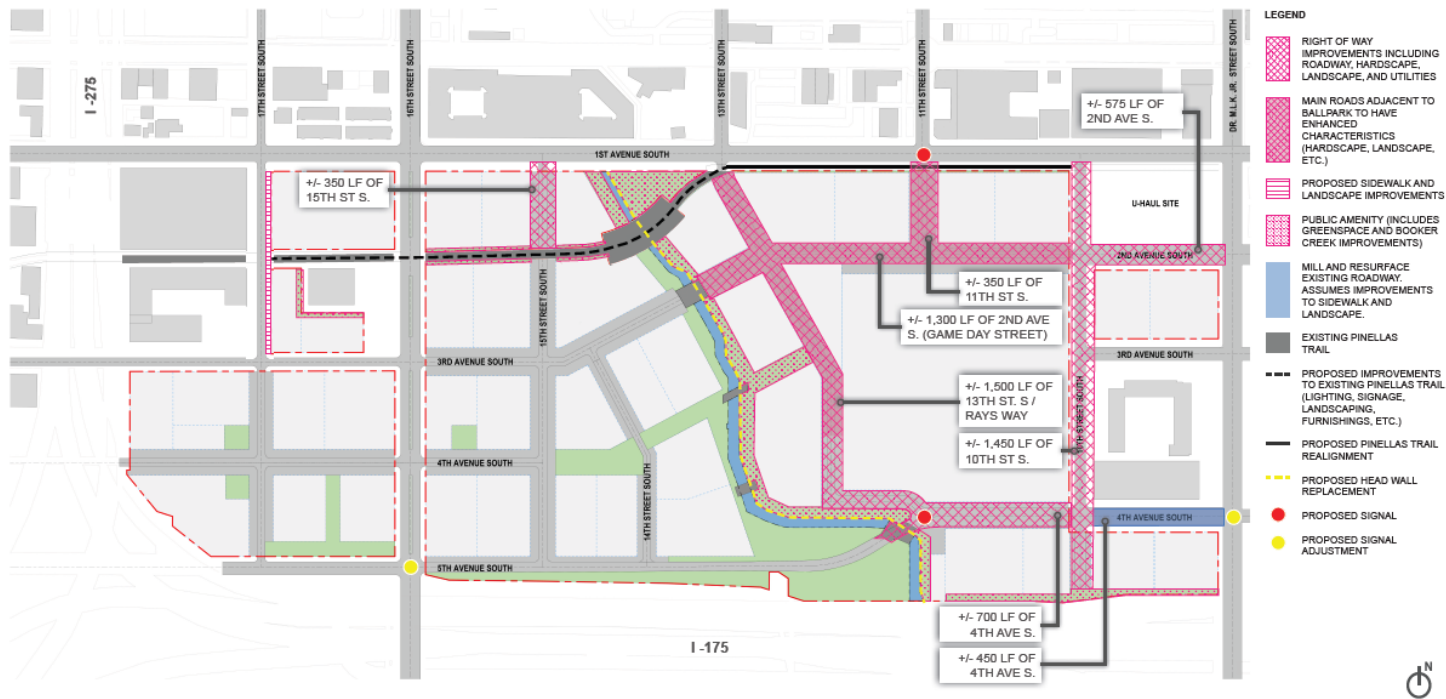 I -275
17TH STREET SOUTH
16TH STREET SOUTH
13TH STREET SOUTH
11TH STREET SOUTH
DR. M.L.K. JR. STREET SOUTH
+/- 575 LF OF
2ND AVE S.
1ST AVENUE SOUTH
+/- 350 LF OF
15TH ST S.
U-HAUL SITE
2ND AVENUE SOUTH
+/- 350 LF OF
11TH ST S.
+/- 1,300 LF OF 2ND AVE
S. (GAME DAY STREET)
15TH STREET SOUTH
3RD AVENUE SOUTH
3RD AVENUE SOUTH
+/- 1,500 LF OF
13TH ST. S /
RAYS WAY
10TH STREET SOUTH
+/- 1,450 LF OF
10TH ST S.
4TH AVENUE SOUTH
14TH STREET SOUTH
4TH AVENUE SOUTH
5TH AVENUE SOUTH
+/- 700 LF OF
4TH AVE S.
+/- 450 LF OF
4TH AVE S.
I -175
LEGEND
RIGHT OF WAY
IMPROVEMENTS INCLUDING
ROADWAY, HARDSCAPE,
LANDSCAPE, AND UTILITIES
MAIN ROADS ADJACENT TO
BALLPARK TO HAVE
ENHANCED
CHARACTERISTICS
(HARDSCAPE, LANDSCAPE,
ETC.)
PROPOSED SIDEWALK AND
LANDSCAPE IMPROVEMENTS
PUBLIC AMENITY (INCLUDES
GREENSPACE AND BOOKER
CREEK IMPROVEMENTS)
MILL AND RESURFACE
EXISTING ROADWAY.
ASSUMES IMPROVEMENTS
TO SIDEWALK AND
LANDSCAPE.
EXISTING PINELLAS
TRAIL
PROPOSED IMPROVEMENTS
TO EXISTING PINELLAS TRAIL
(LIGHTING, SIGNAGE,
LANDSCAPING,
FURNISHINGS, ETC.)
PROPOSED PINELLAS TRAIL
REALIGNMENT
PROPOSED HEAD WALL
REPLACEMENT
PROPOSED SIGNAL
PROPOSED SIGNAL
ADJUSTMENT
N